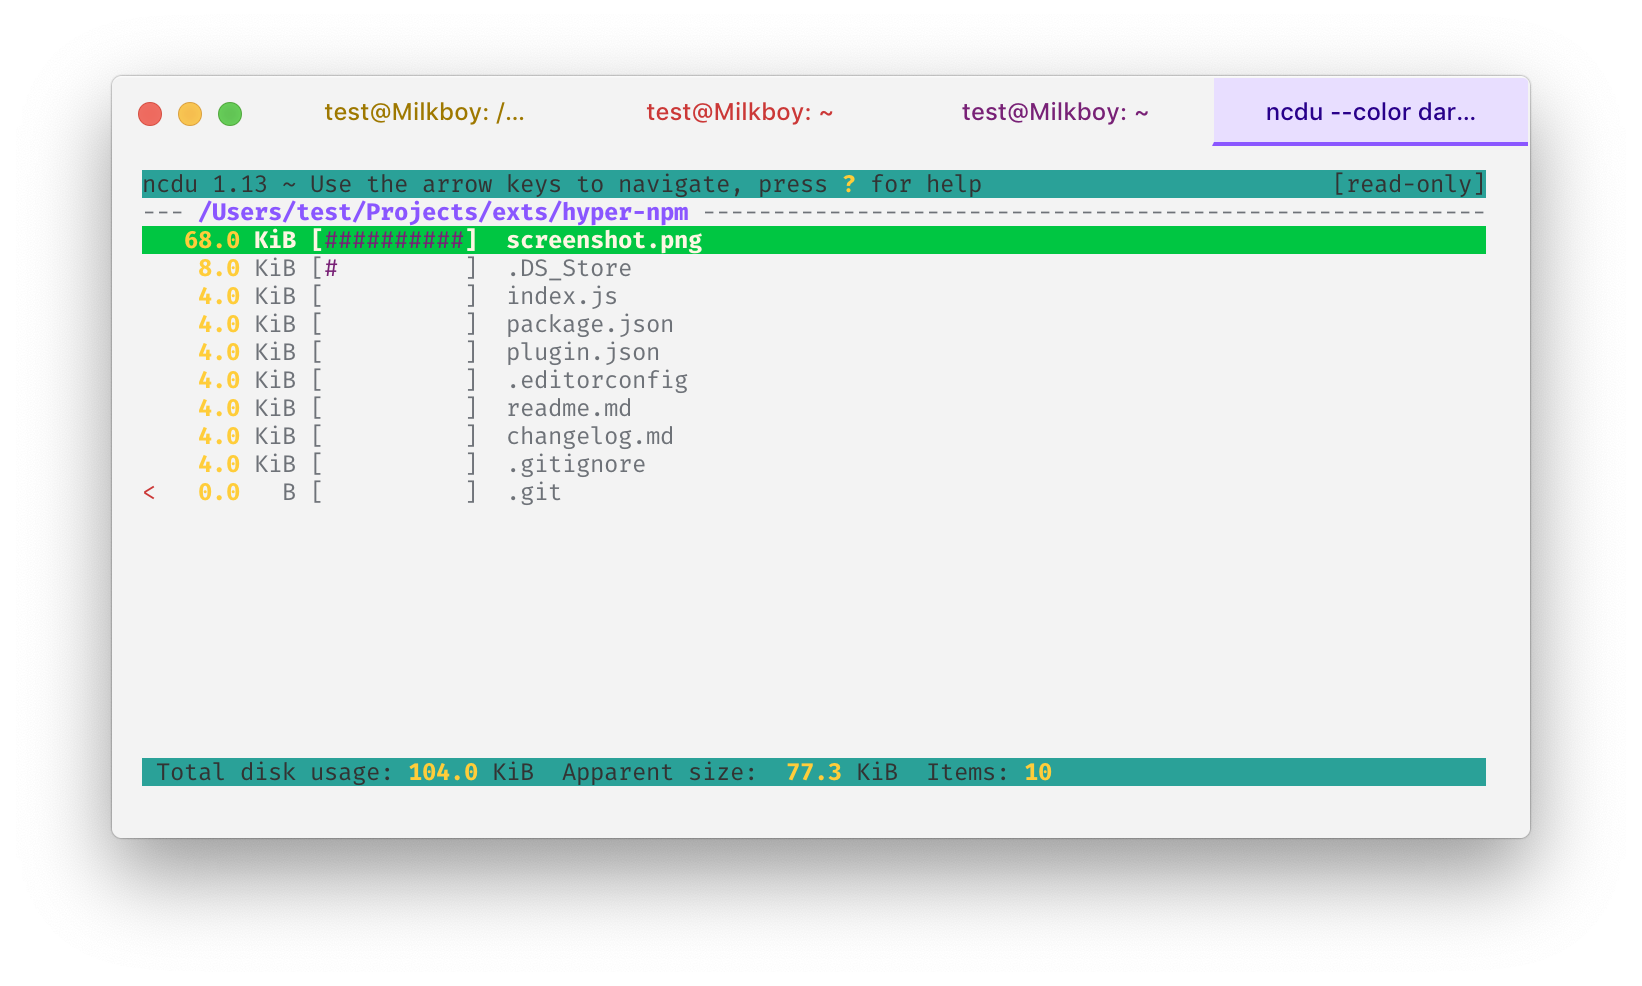 test@Milkboy: /... test@Milkboy: ~ test@Milkboy: ~ ncdu --color dar...
ncdu 1.13 ~ Use the arrow keys to navigate, press ? for help [read-only]
--- /Users/test/Projects/exts/hyper-npm --------------------------------------------------------
68.0 KiB [##########] screenshot.png
8.0 KiB [#         ] .DS_Store
4.0 KiB [          ] index.js
4.0 KiB [          ] package.json
4.0 KiB [          ] plugin.json
4.0 KiB [          ] .editorconfig
4.0 KiB [          ] readme.md
4.0 KiB [          ] changelog.md
4.0 KiB [          ] .gitignore
< 0.0 B [          ] .git
Total disk usage: 104.0 KiB Apparent size: 77.3 KiB Items: 10